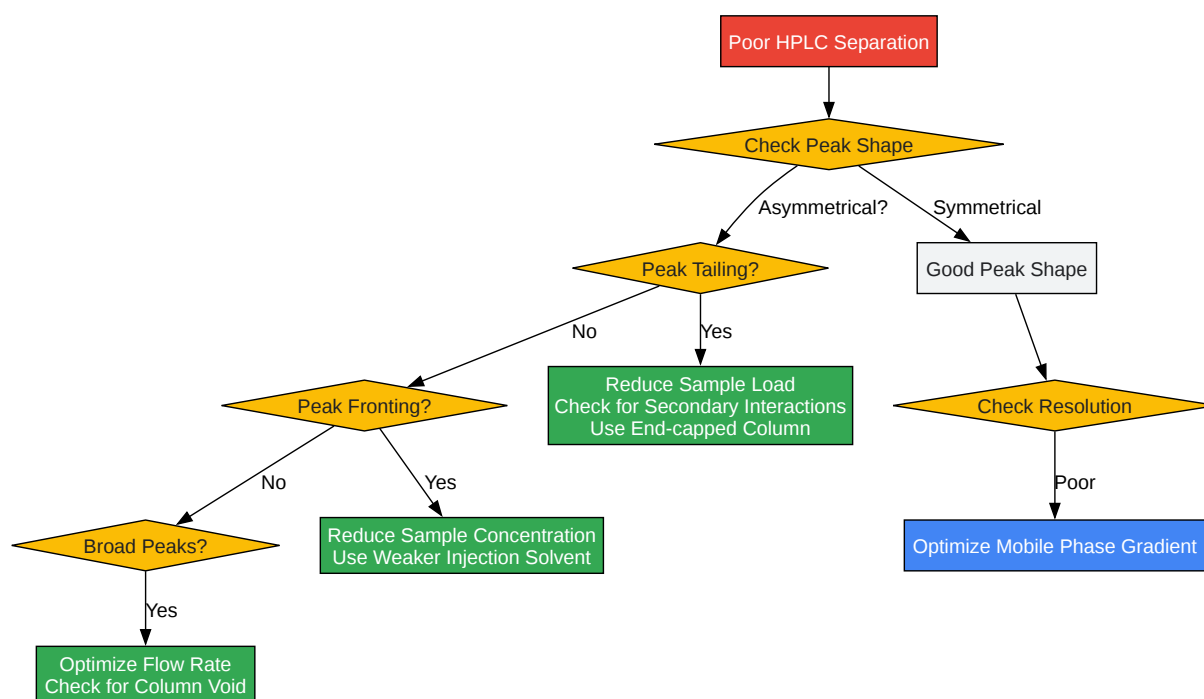 Poor HPLC Separation
Check Peak Shape
Asymmetrical?
Symmetrical
Peak Tailing?
Good Peak Shape
No
Yes
Reduce Sample Load
Check for Secondary Interactions
Use End-capped Column
Peak Fronting?
Check Resolution
No
Yes
Poor
Reduce Sample Concentration
Use Weaker Injection Solvent
Broad Peaks?
Optimize Mobile Phase Gradient
Yes
Optimize Flow Rate
Check for Column Void